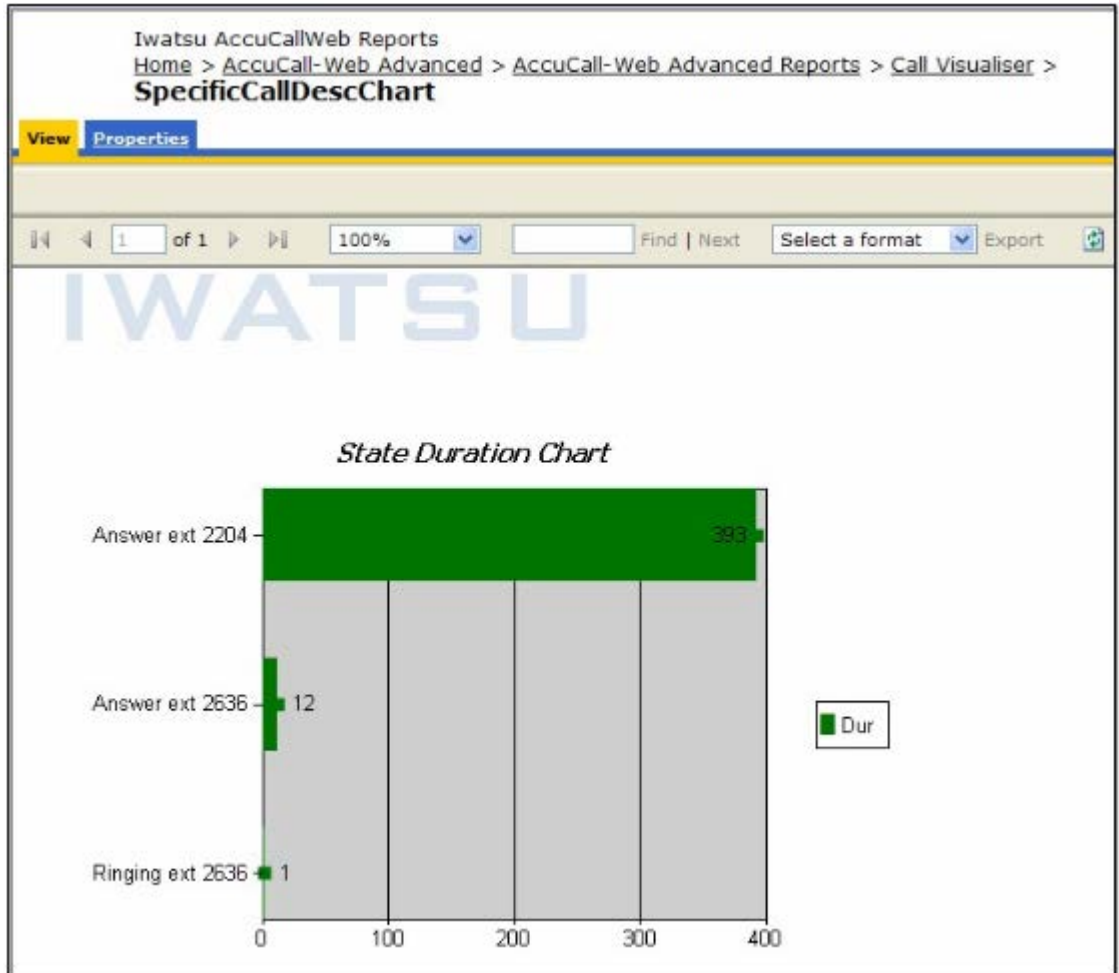 Iwatsu AccuCallWeb Reports
Home > AccuCall-Web Advanced > AccuCall-Web Advanced Reports > Call Visualiser >
SpecificCallDescChart
View Properties
1 of 1 100% Find | Next Select a format Export
IWATSU
State Duration Chart
Answer ext 2204 393
Answer ext 2636 12
Dur
Ringing ext 2636 1
0 100 200 300 400